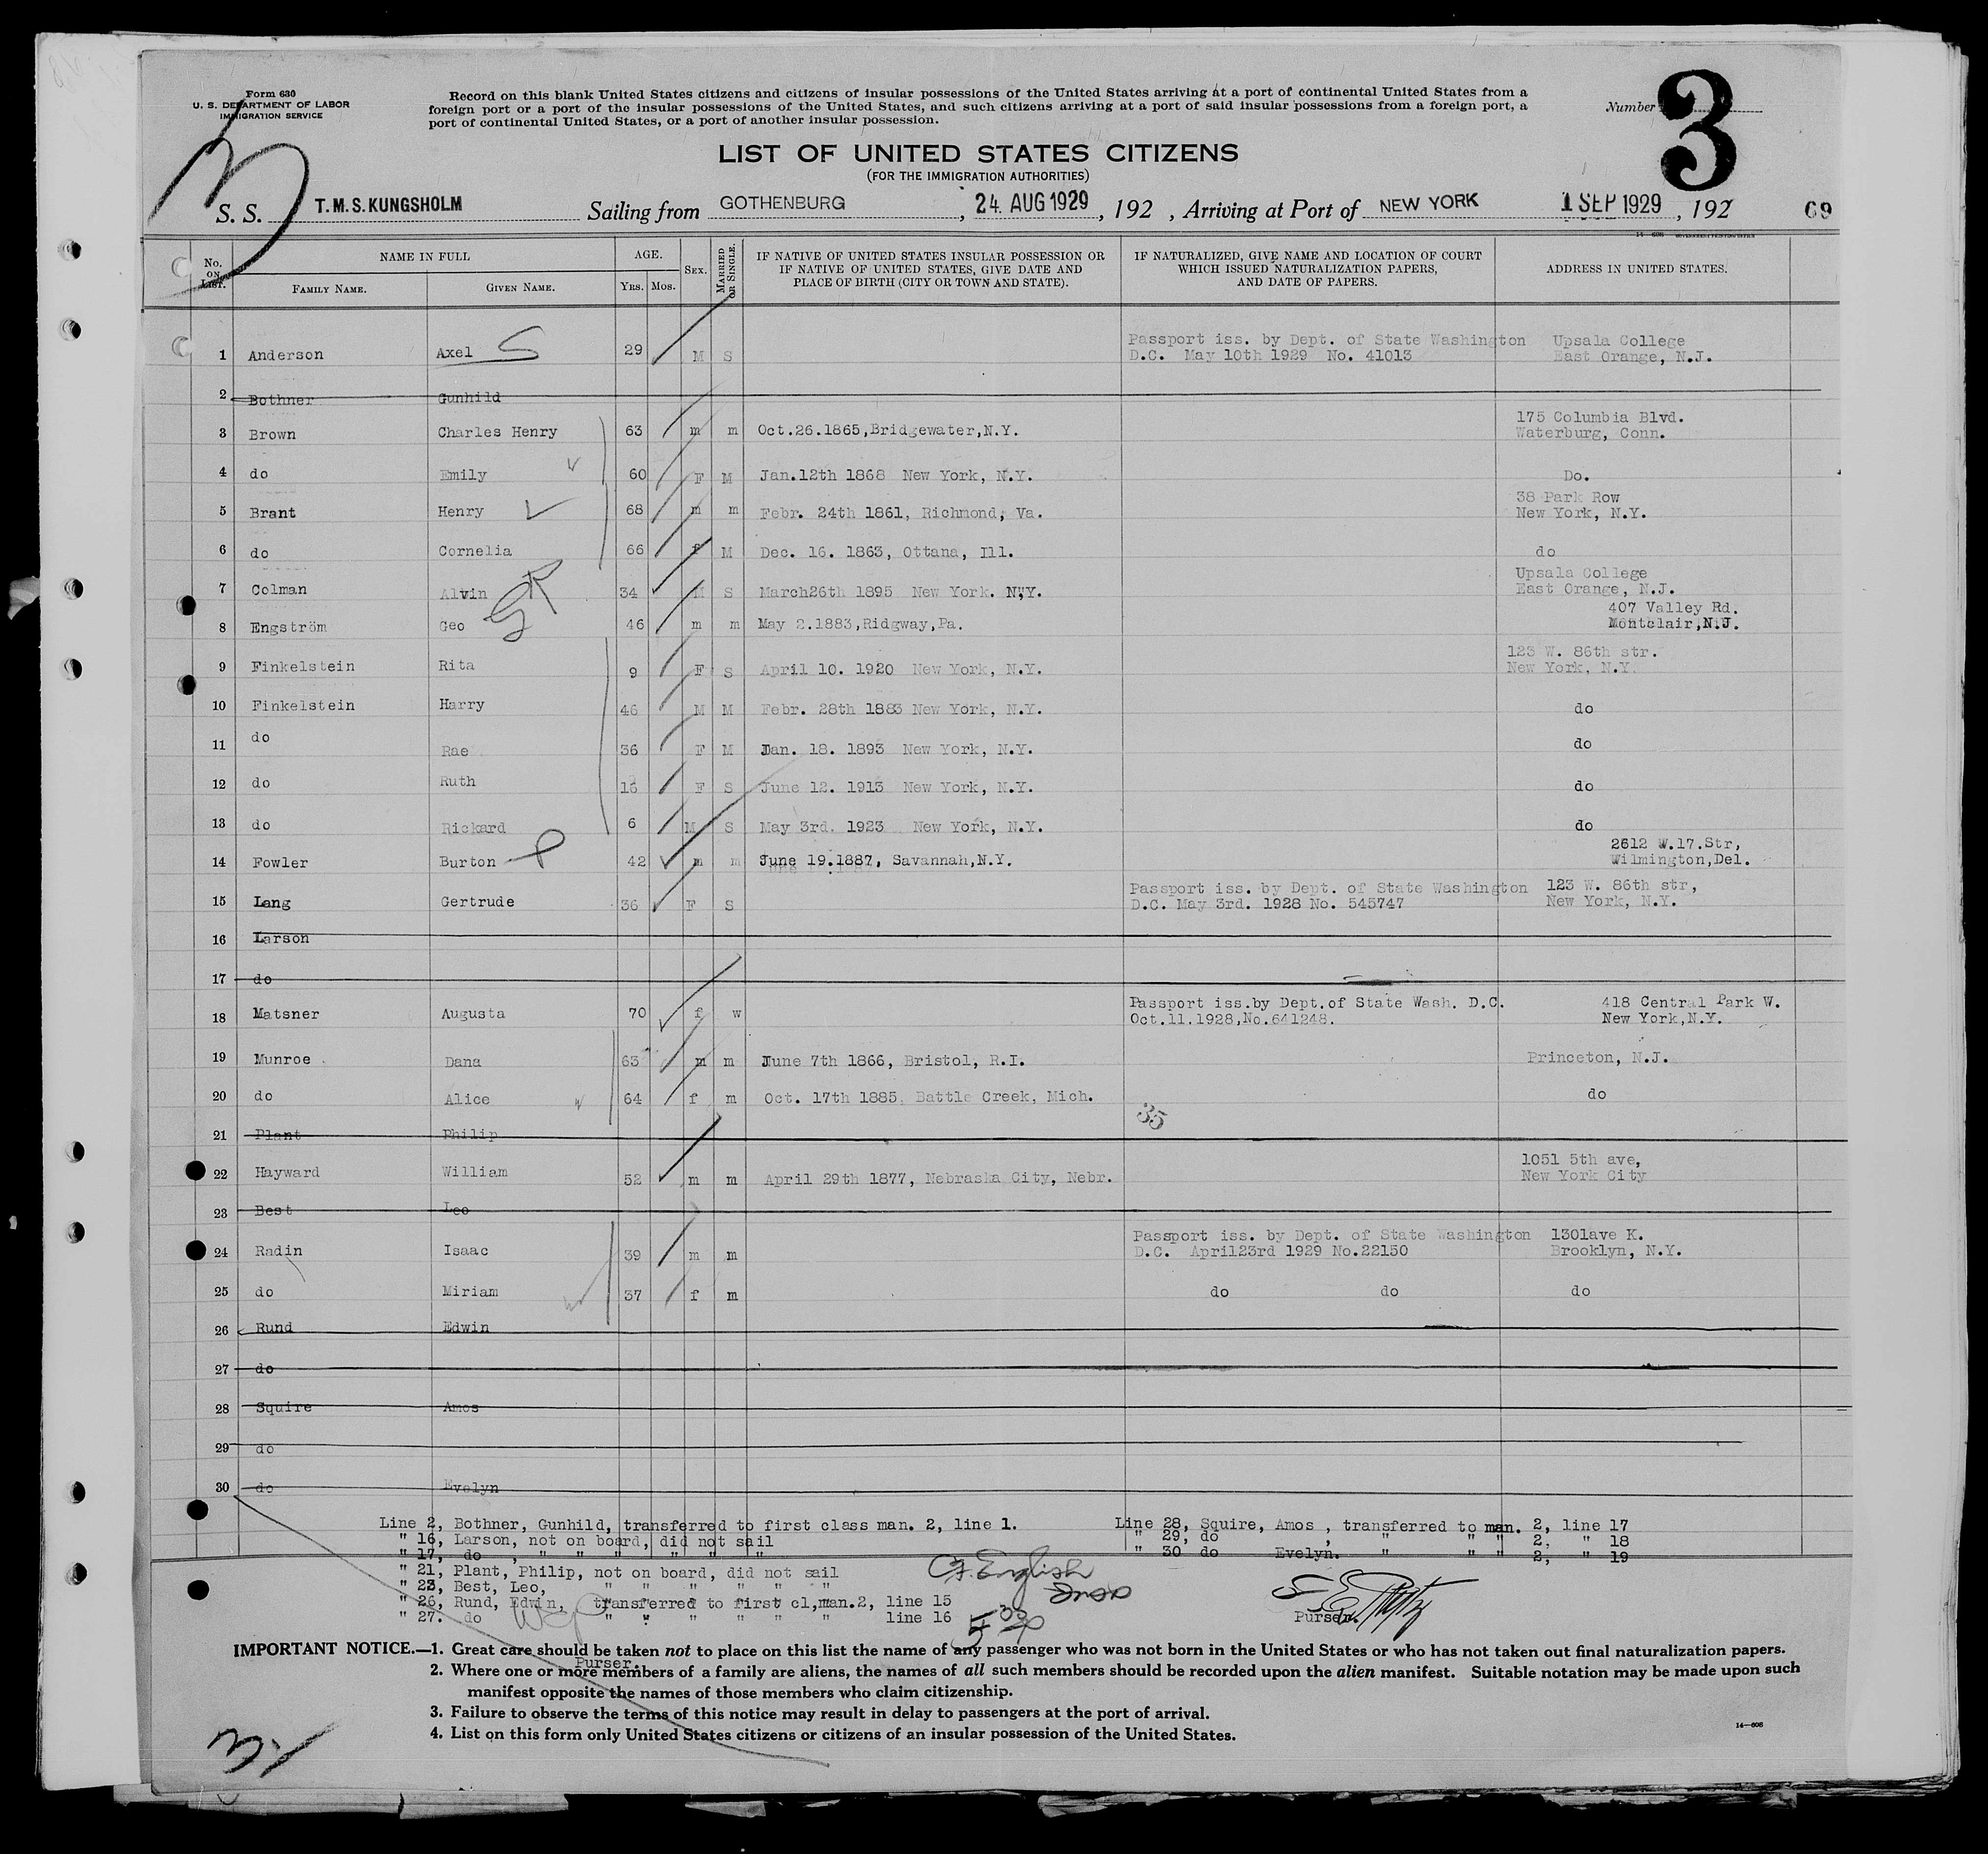 Form 630
U. S. DEPARTMENT OF LABOR
IMMIGRATION SERVICE
Record on this blank United States citizens and citizens of insular possessions of the United States arriving at a port of continental United States from a
foreign port or a port of the insular possessions of the United States, and such citizens arriving at a port of said insular possessions from a foreign port, a
port of continental United States, or a port of another insular possession.
Number 3
LIST OF UNITED STATES CITIZENS
(FOR THE IMMIGRATION AUTHORITIES)
S. S. T.M.S.KUNGSHOLM Sailing from GOTHENBURG, 24. AUG 1929, 192 , Arriving at Port of NEW YORK 1 SEP 1929, 192 69
No. ON LIST. NAME IN FULL FAMILY NAME. GIVEN NAME. AGE. YRS. MOS. SEX. MARRIED OR SINGLE. IF NATIVE OF UNITED STATES INSULAR POSSESSION OR IF NATIVE OF UNITED STATES, GIVE DATE AND PLACE OF BIRTH (CITY OR TOWN AND STATE). IF NATURALIZED, GIVE NAME AND LOCATION OF COURT WHICH ISSUED NATURALIZATION PAPERS, AND DATE OF PAPERS. ADDRESS IN UNITED STATES.
1 Anderson Axel 29 M S Passport iss. by Dept. of State Washington D.C. May 10th 1929 No. 41013 Upsala College East Orange, N.J.
2 Bothner Gunhild
3 Brown Charles Henry 63 m m Oct.26.1865,Bridgewater,N.Y. 175 Columbia Blvd. Waterburg, Conn.
4 do Emily 60 F M Jan.12th 1868 New York, N.Y. Do.
5 Brant Henry 68 m m Febr. 24th 1861, Richmond, Va. 38 Park Row New York, N.Y.
6 do Cornelia 66 f M Dec. 16. 1863, Ottana, Ill. do
7 Colman Alvin 34 M S March26th 1895 New York. N,Y. Upsala College East Orange, N.J.
8 Engström Geo 46 m m May 2.1883,Ridgway,Pa. 407 Valley Rd. Montclair,N.J.
9 Finkelstein Rita 9 F S April 10. 1920 New York, N.Y. 123 W. 86th str. New York, N.Y.
10 Finkelstein Harry 46 M M Febr. 28th 1883 New York, N.Y. do
11 do Rae 36 F M Jan. 18. 1893 New York, N.Y. do
12 do Ruth 16 F S June 12. 1913 New York, N.Y. do
13 do Rickard 6 M S May 3rd. 1923 New York, N.Y. do
14 Fowler Burton 42 m m June 19.1887, Savannah,N.Y. 2612 W.17.Str, Wilmington,Del.
15 Lang Gertrude 36 F S Passport iss. by Dept. of State Washington D.C. May 3rd. 1928 No. 545747 123 W. 86th str, New York, N.Y.
16 Larson
17 do
18 Matsner Augusta 70 f w Passport iss.by Dept.of State Wash. D.C. Oct.11.1928,No.641248. 418 Central Park W. New York,N.Y.
19 Munroe Dana 63 m m June 7th 1866, Bristol, R.I. Princeton, N.J.
20 do Alice 64 f m Oct. 17th 1885, Battle Creek, Mich. do
35
21 Plant Philip
22 Hayward William 52 m m April 29th 1877, Nebraska City, Nebr. 1051 5th ave, New York City
23 Best Leo
24 Radin Isaac 39 m m Passport iss. by Dept. of State Washington D.C. April23rd 1929 No.22150 1301ave K. Brooklyn, N.Y.
25 do Miriam 37 f m do do do
26 Rund Edwin
27 do
28 Squire Amos
29 do
30 do Evelyn
Line 2, Bothner, Gunhild, transferred to first class man. 2, line 1.
" 16, Larson, not on board, did not sail
" 17, do , " " " " " "
" 21, Plant, Philip, not on board, did not sail
" 23, Best, Leo, " " " " " "
" 26, Rund, Edwin, transferred to first cl,man.2, line 15
" 27. do " " " " " line 16
Line 28, Squire, Amos , transferred to man. 2, line 17
" 29, do , " " " 2, " 18
" 30 do Evelyn. " " " 2, " 19
English
Purser.
Purser.
IMPORTANT NOTICE.—1. Great care should be taken not to place on this list the name of any passenger who was not born in the United States or who has not taken out final naturalization papers.
2. Where one or more members of a family are aliens, the names of all such members should be recorded upon the alien manifest. Suitable notation may be made upon such
manifest opposite the names of those members who claim citizenship.
3. Failure to observe the terms of this notice may result in delay to passengers at the port of arrival.
4. List on this form only United States citizens or citizens of an insular possession of the United States.
14—608